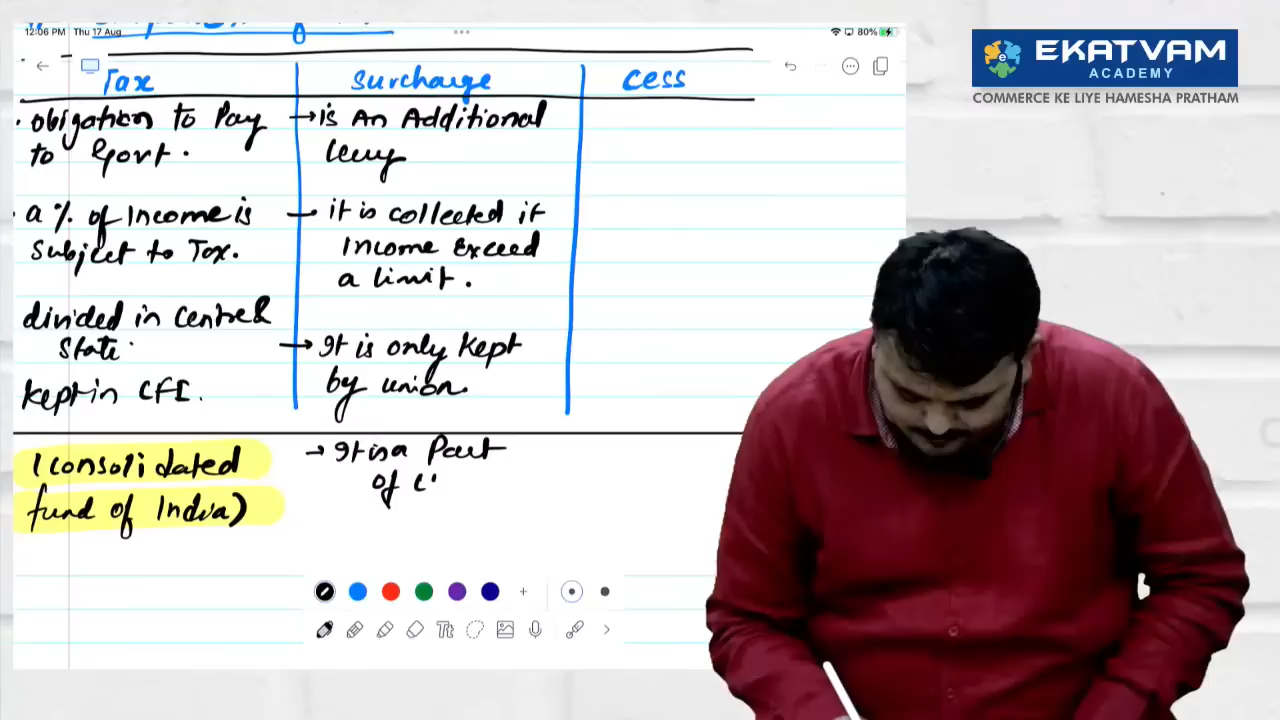 12:06 PM Thu 17 Aug
80%
EKATVAM
ACADEMY
COMMERCE KE LIYE HAMESHA PRATHAM
Tax
surcharge
cess
obigation to Pay
to Govt.
a % of Income is
subject to Tax.
divided in centre &
State
kept in CFI.
(Consolidated
fund of India)
→ is An Additional
levy
it is collected if
Income Exceed
a limit.
→ It is only kept
by union.
→ It is a Part
of C
Tt